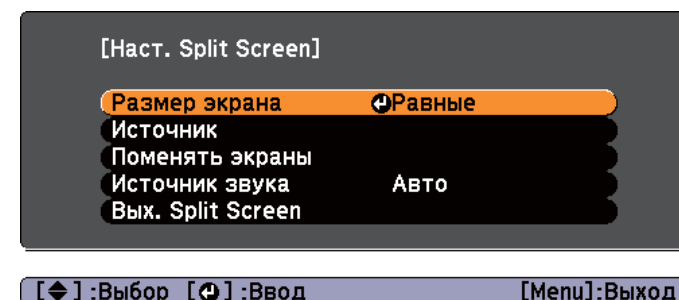 [Наст. Split Screen]
Размер экрана Равные
Источник
Поменять экраны
Источник звука Авто
Вых. Split Screen
[◆]:Выбор [⏎]:Ввод [Menu]:Выход